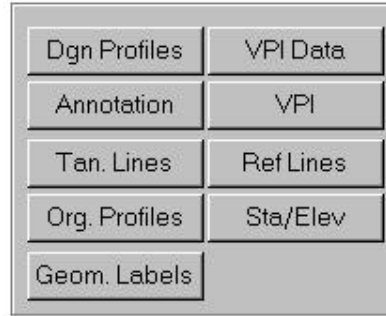 Dgn Profiles VPI Data
Annotation VPI
Tan. Lines Ref Lines
Org. Profiles Sta/Elev
Geom. Labels